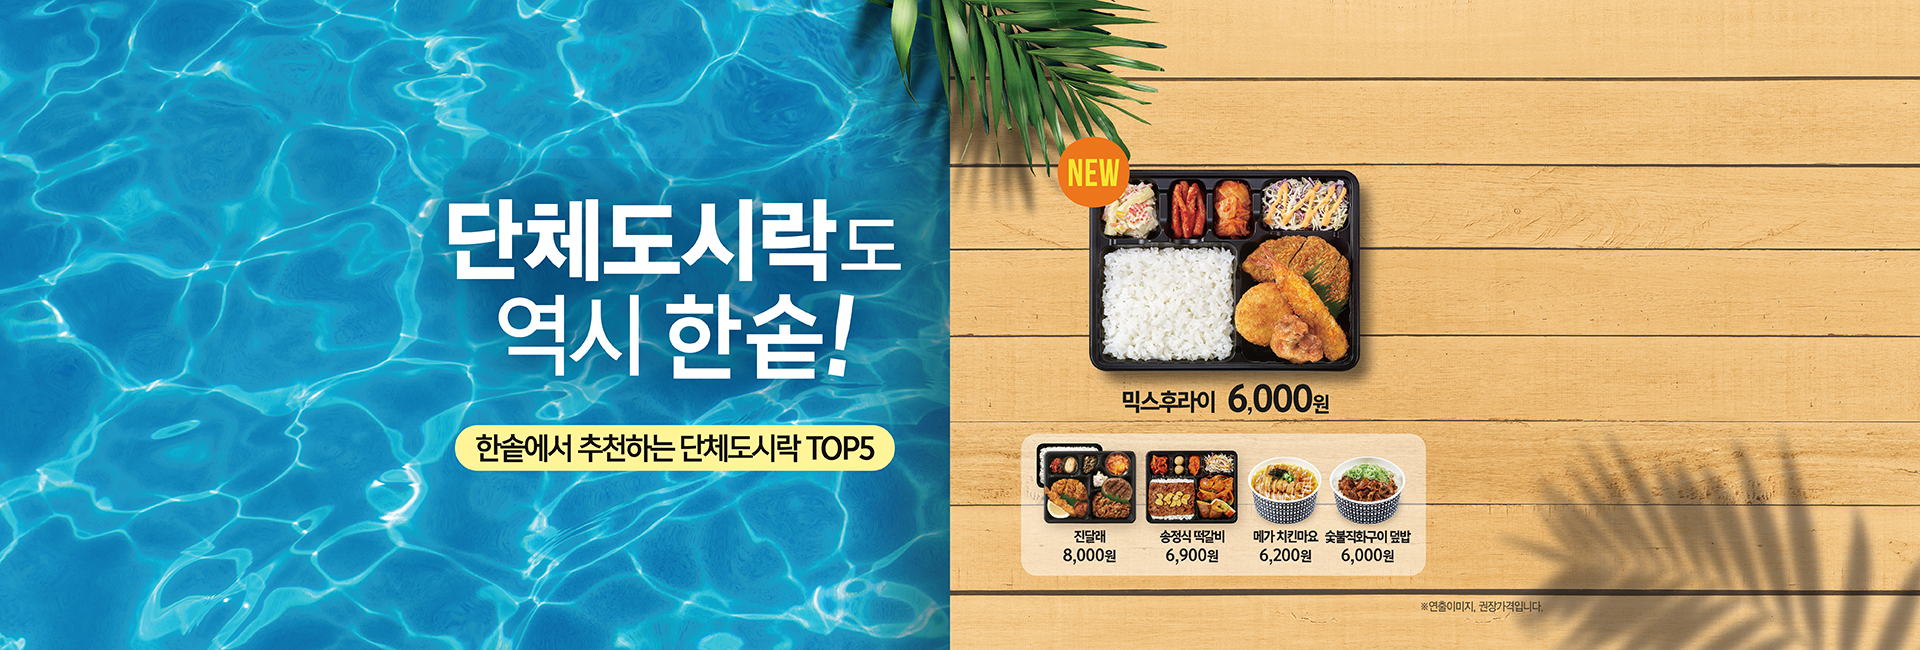 단체도시락도
역시 한솥!
한솥에서 추천하는 단체도시락 TOP5
NEW
믹스후라이 6,000원
진달래
8,000원
송정식 떡갈비
6,900원
메가 치킨마요
6,200원
숯불직화구이 덮밥
6,000원
※연출이미지, 권장가격입니다.